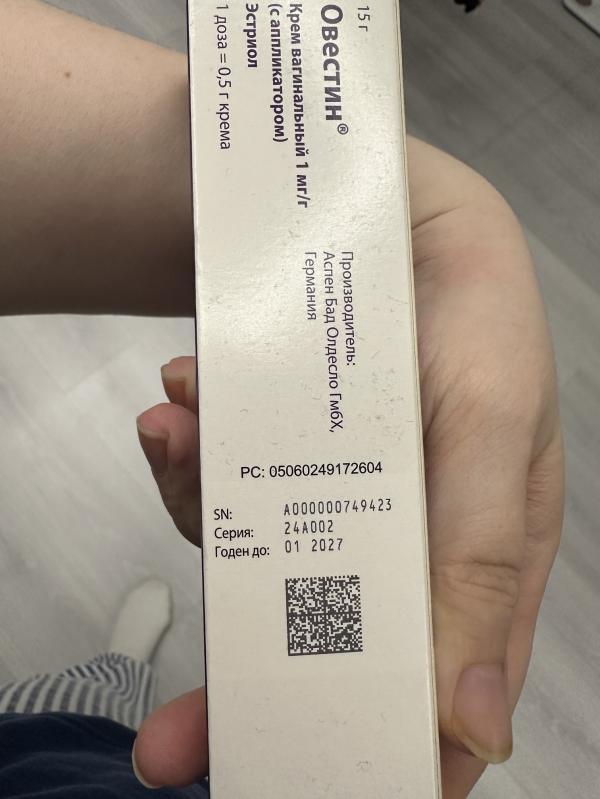 15 г
Овестин®
Крем вагинальный 1 мг/г
(с аппликатором)
Эстриол
1 доза = 0,5 г крема
Производитель:
Аспен Бад Олдесло ГмбХ,
Германия
PC: 05060249172604
SN: A000000749423
Серия: 24A002
Годен до: 01 2027